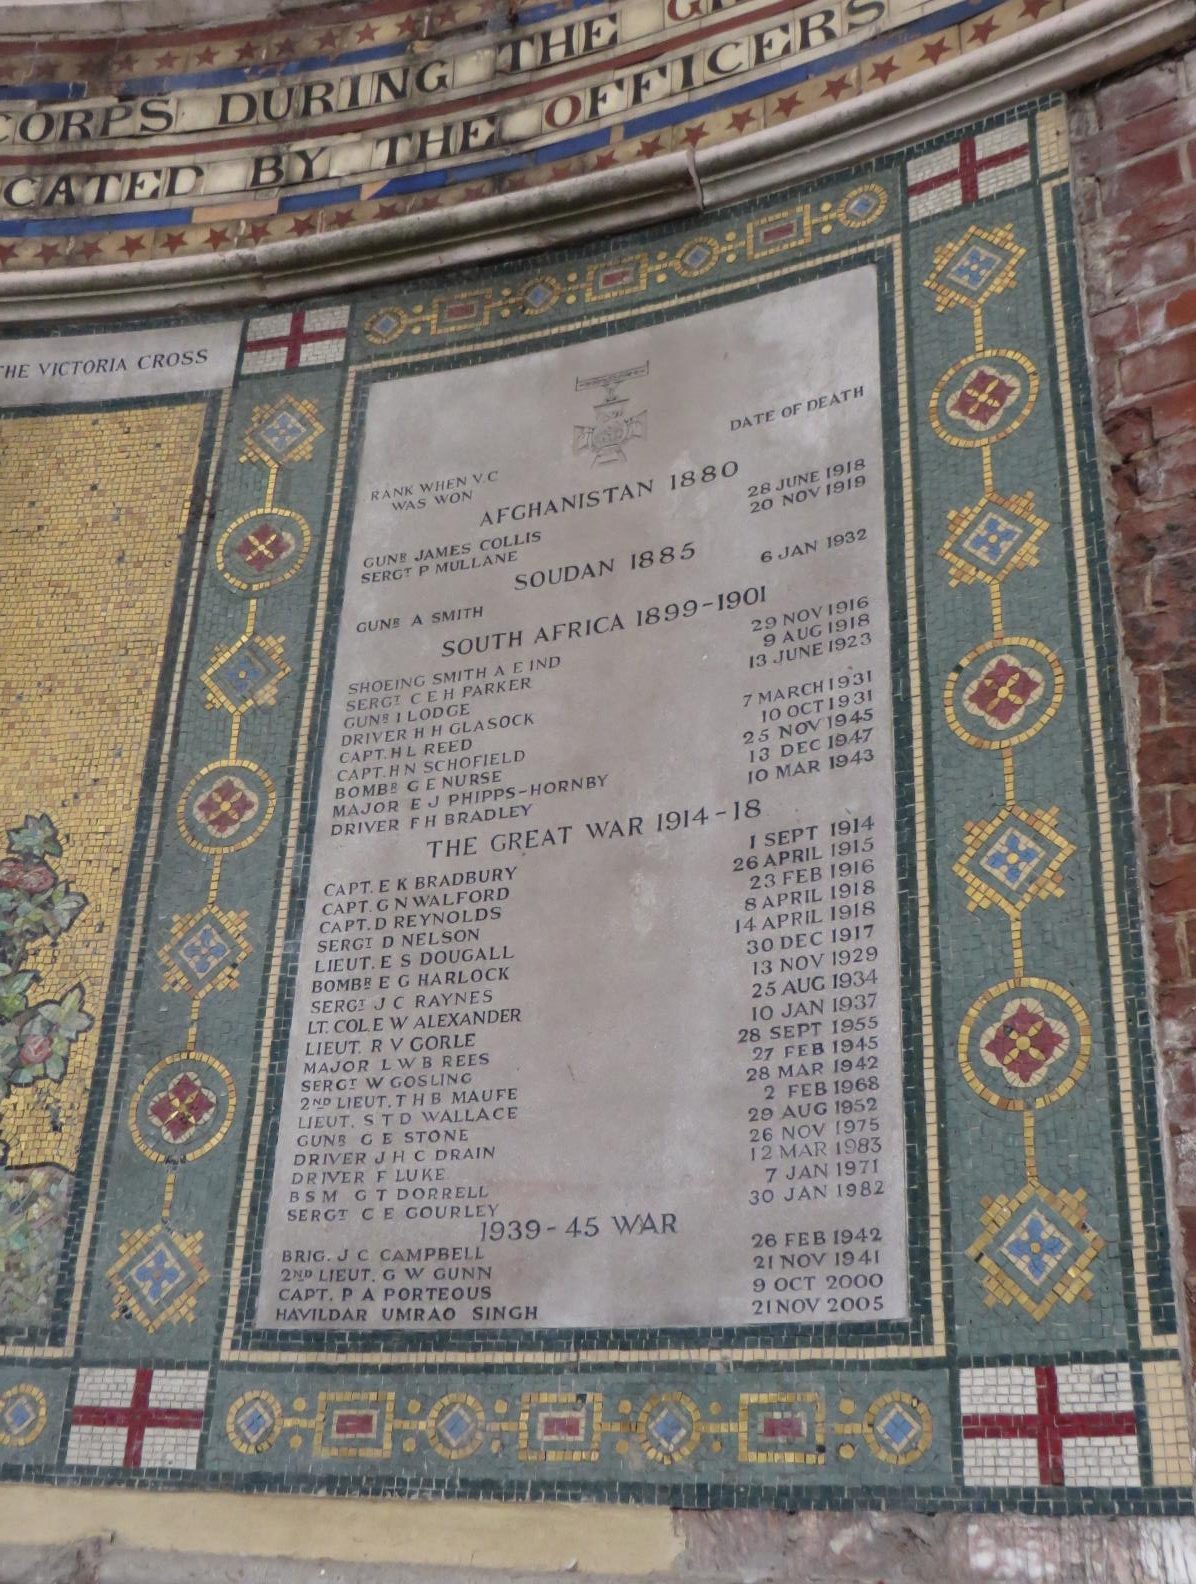 CORPS DURING THE
CATED BY THE OFFICERS
THE VICTORIA CROSS
RANK WHEN V.C WAS WON DATE OF DEATH
AFGHANISTAN 1880
GUNR JAMES COLLIS 28 JUNE 1918
SERGT P MULLANE 20 NOV 1919
SOUDAN 1885
GUNR A SMITH 6 JAN 1932
SOUTH AFRICA 1899-1901
SHOEING SMITH A E IND 29 NOV 1916
SERGT C E H PARKER 9 AUG 1918
GUNR I LODGE 13 JUNE 1923
DRIVER H H GLASOCK
CAPT. H L REED 7 MARCH 1931
CAPT. H N SCHOFIELD 10 OCT 1931
BOMBR G E NURSE 25 NOV 1945
MAJOR E J PHIPPS-HORNBY 13 DEC 1947
DRIVER F H BRADLEY 10 MAR 1943
THE GREAT WAR 1914-18
CAPT. E K BRADBURY 1 SEPT 1914
CAPT. G N WALFORD 26 APRIL 1915
CAPT. D REYNOLDS 23 FEB 1916
SERGT D NELSON 8 APRIL 1918
LIEUT. E S DOUGALL 14 APRIL 1918
BOMBR E G HARLOCK 30 DEC 1917
SERGT J C RAYNES 13 NOV 1929
LT. COL. E W ALEXANDER 25 AUG 1934
LIEUT. R V GORLE 10 JAN 1937
MAJOR L W B REES 28 SEPT 1955
SERGT W GOSLING 27 FEB 1945
2ND LIEUT. T H B MAUFE 28 MAR 1942
LIEUT. S T D WALLACE 2 FEB 1968
GUNR C E STONE 29 AUG 1952
DRIVER J H C DRAIN 26 NOV 1975
DRIVER F LUKE 12 MAR 1983
B S M G T DORRELL 7 JAN 1971
SERGT C E GOURLEY 30 JAN 1982
1939-45 WAR
BRIG. J C CAMPBELL 26 FEB 1942
2ND LIEUT. G W GUNN 21 NOV 1941
CAPT. P A PORTEOUS 9 OCT 2000
HAVILDAR UMRAO SINGH 21 NOV 2005